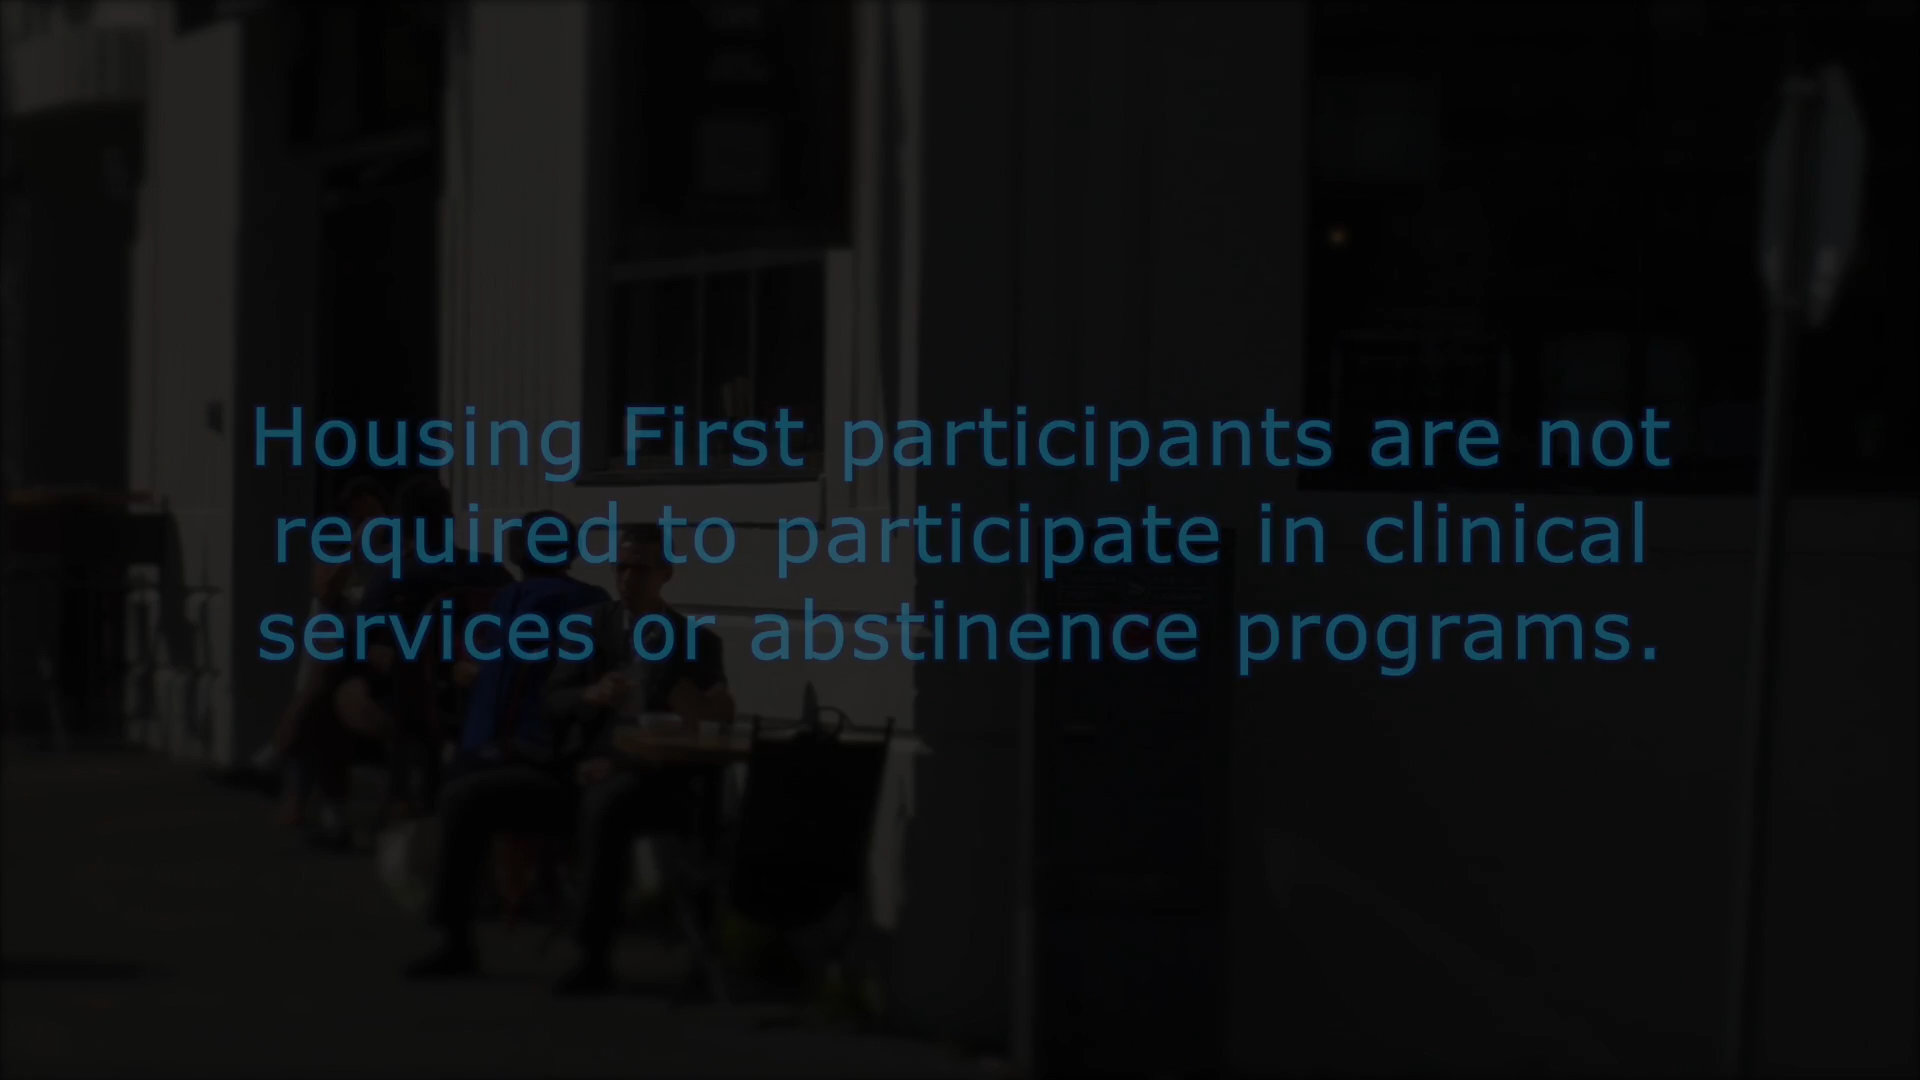 Housing First participants are not
required to participate in clinical
services or abstinence programs.